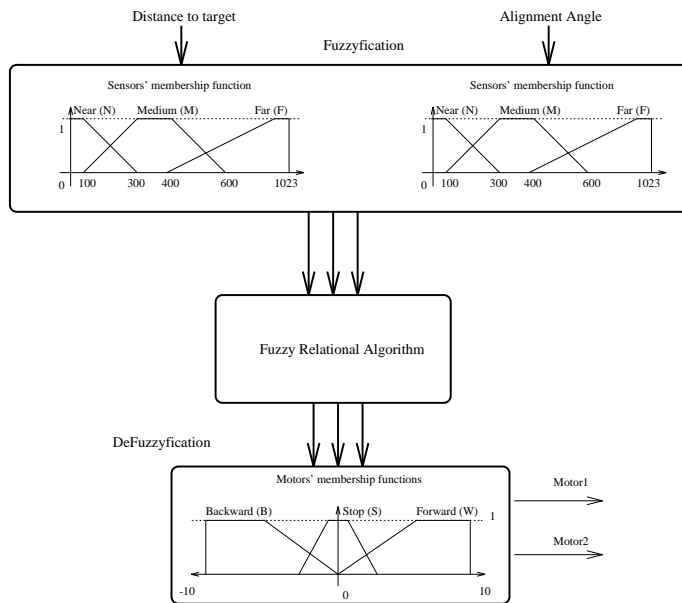 Distance to target
Alignment Angle
Fuzzyfication
Sensors' membership function
Sensors' membership function
Near (N) Medium (M) Far (F)
Near (N) Medium (M) Far (F)
1
1
0 100 300 400 600 1023
0 100 300 400 600 1023
Fuzzy Relational Algorithm
DeFuzzyfication
Motors' membership functions
Backward (B) Stop (S) Forward (W) 1
-10 0 10
Motor1
Motor2